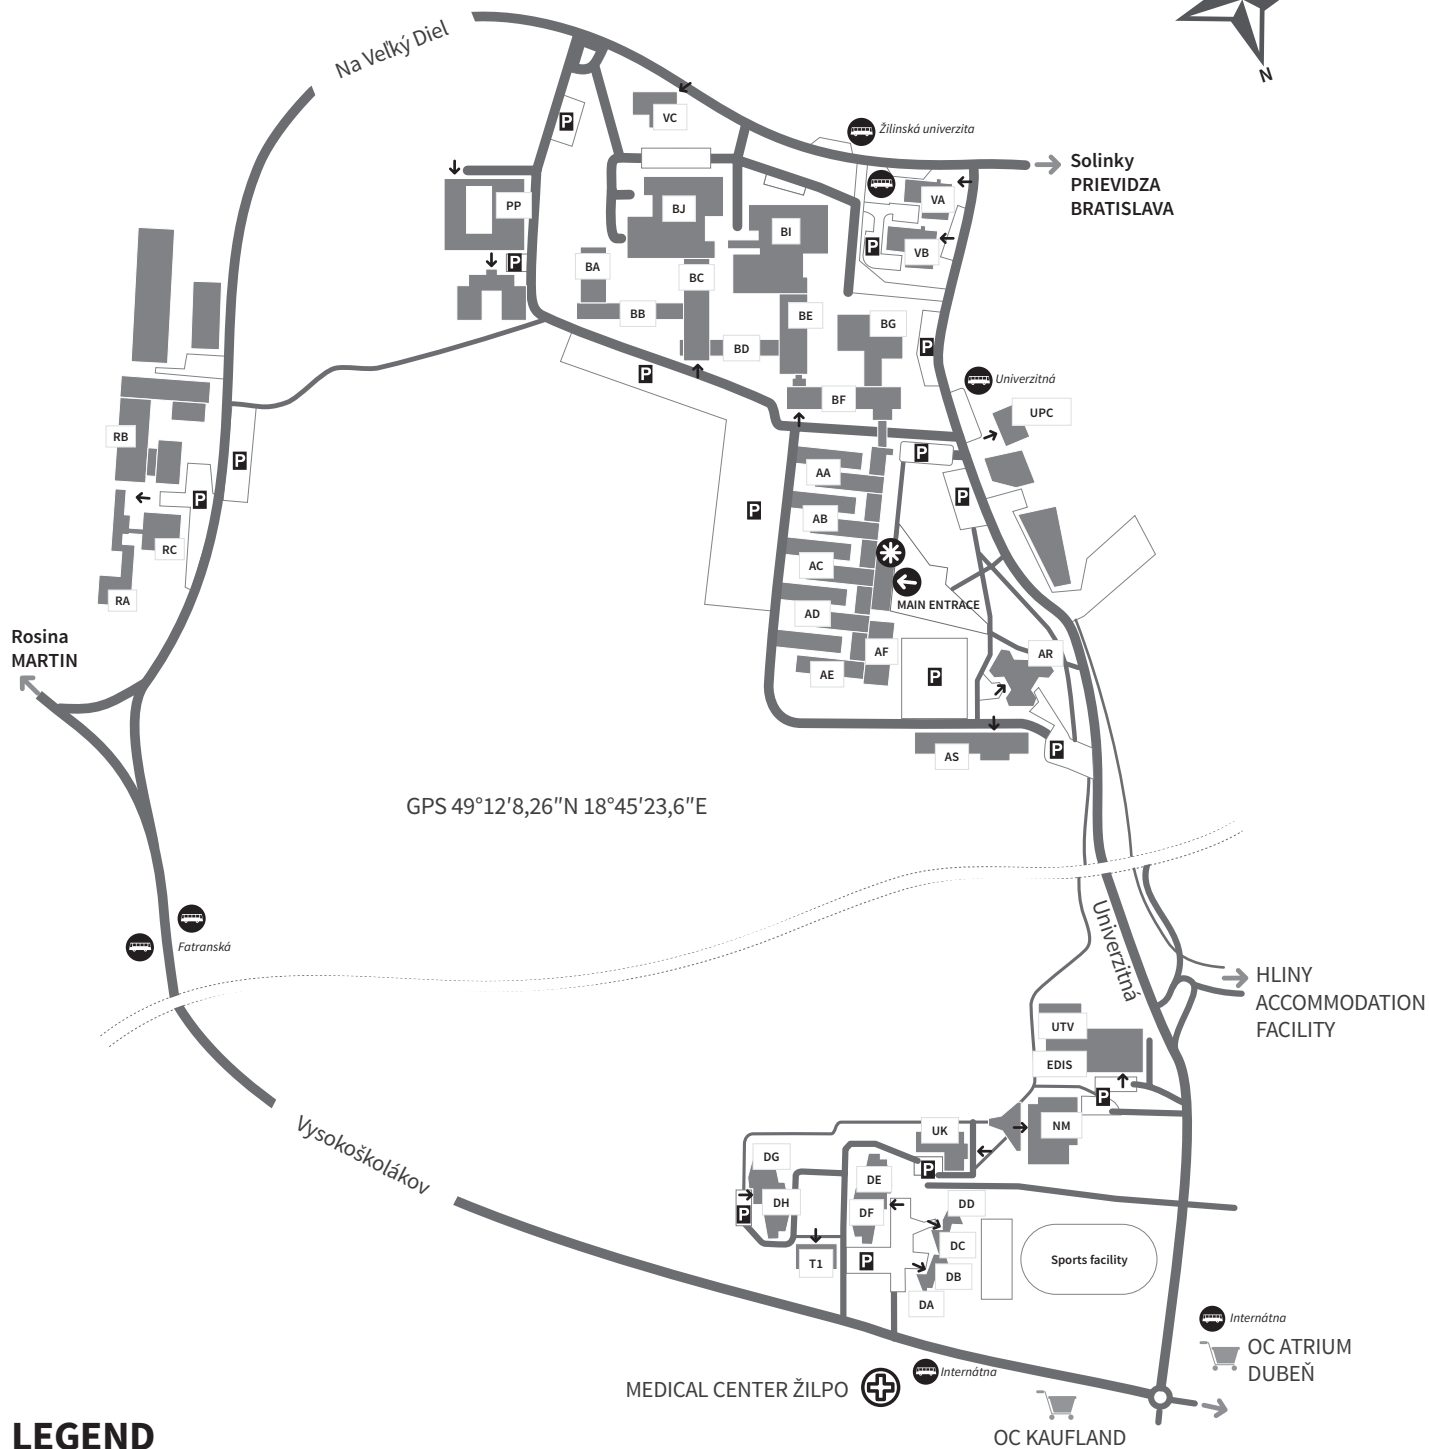 Na Veľký Diel
N
VC
P
Žilinská univerzita
Solinky
PRIEVIDZA
BRATISLAVA
PP
BJ
BI
VA
VB
P
P
BA
BC
BB
BE
BG
BD
P
P
Univerzitná
BF
UPC
RB
P
P
AA
P
P
AB
P
RC
AC
RA
AD
MAIN ENTRACE
Rosina
MARTIN
AF
AR
AE
P
AS
P
GPS 49°12'8,26"N 18°45'23,6"E
Univerzitná
Fatranská
HLINY
ACCOMMODATION
FACILITY
UTV
EDIS
P
Vysokoškolákov
UK
NM
DG
P
DE
DH
DD
P
DF
DC
Sports facility
T1
P
DB
DA
Internátna
OC ATRIUM
DUBEŇ
Internátna
MEDICAL CENTER ŽILPO
OC KAUFLAND
LEGEND